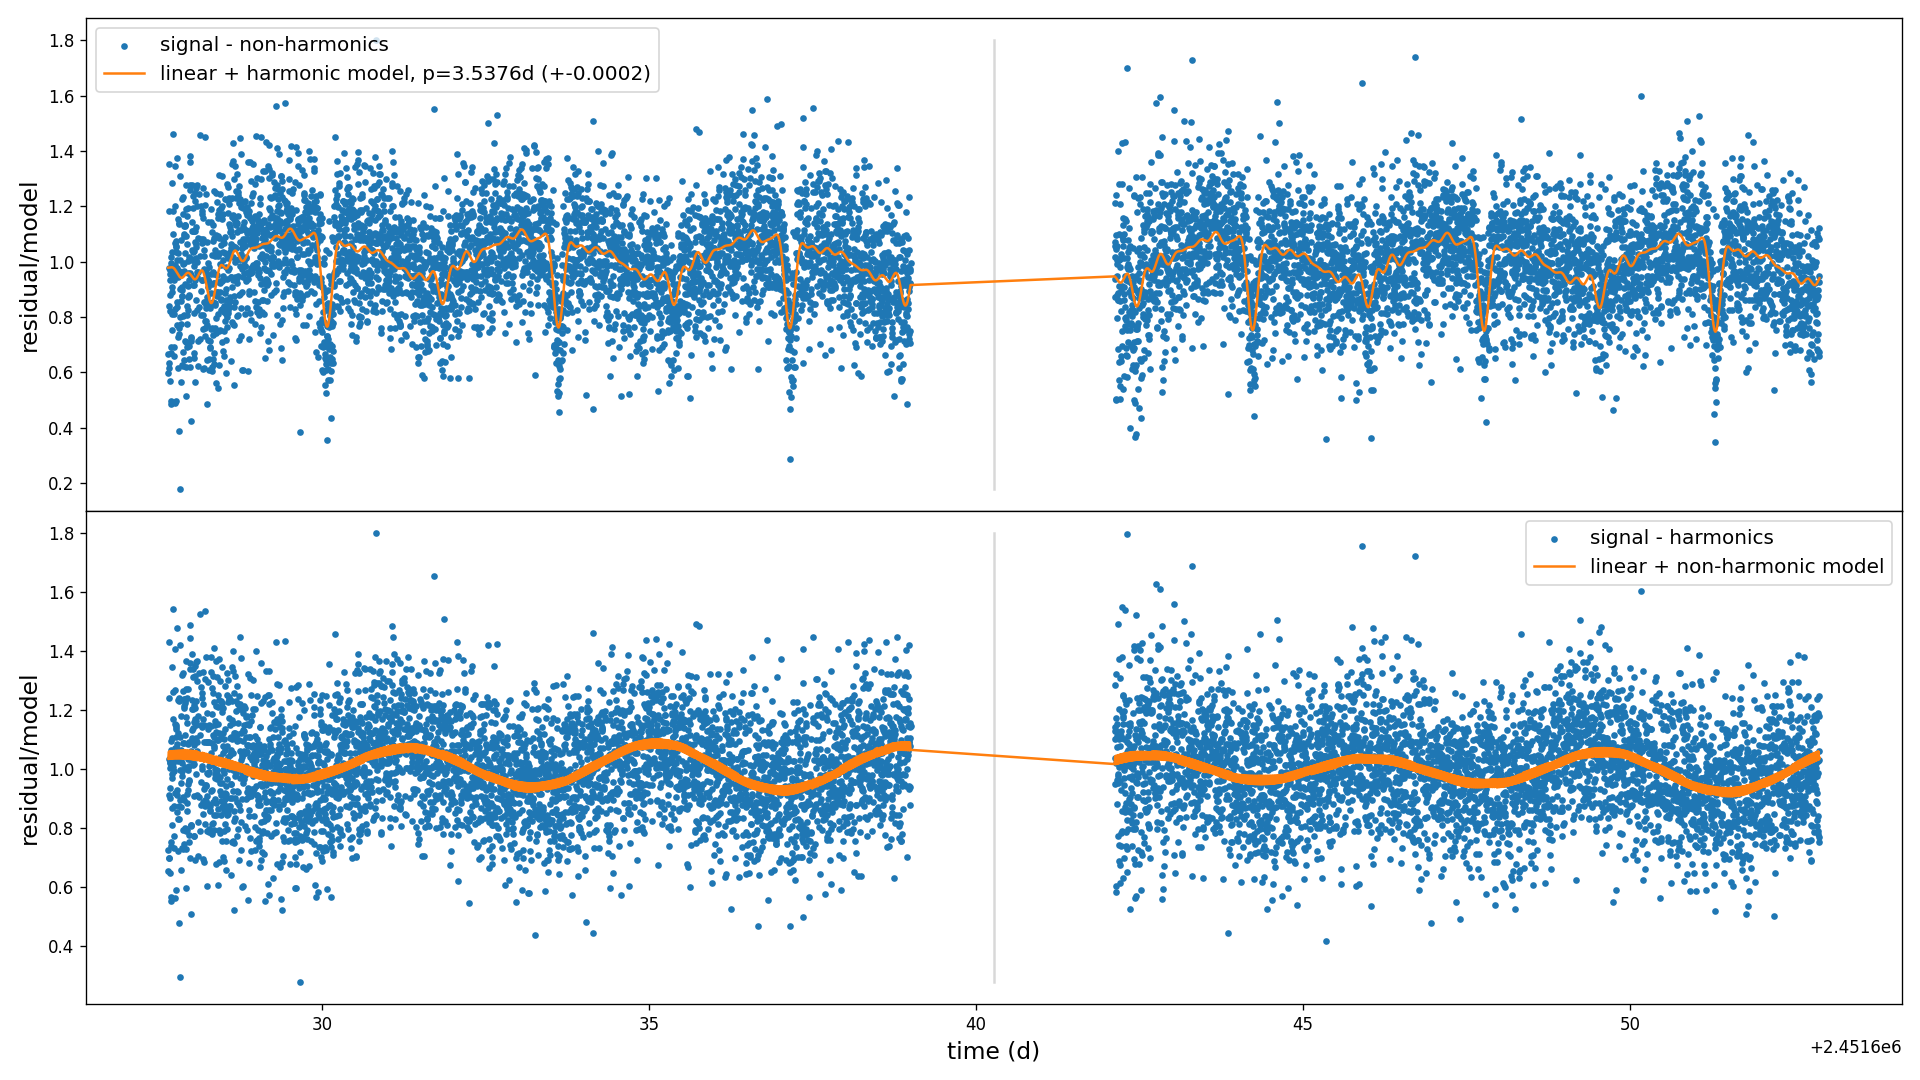 signal - non-harmonics
linear + harmonic model, p=3.5376d (+-0.0002)
1.8
1.6
1.4
1.2
1.0
0.8
0.6
0.4
0.2
residual/model
signal - harmonics
linear + non-harmonic model
1.8
1.6
1.4
1.2
1.0
0.8
0.6
0.4
residual/model
30 35 40 45 50
time (d)
+2.4516e6